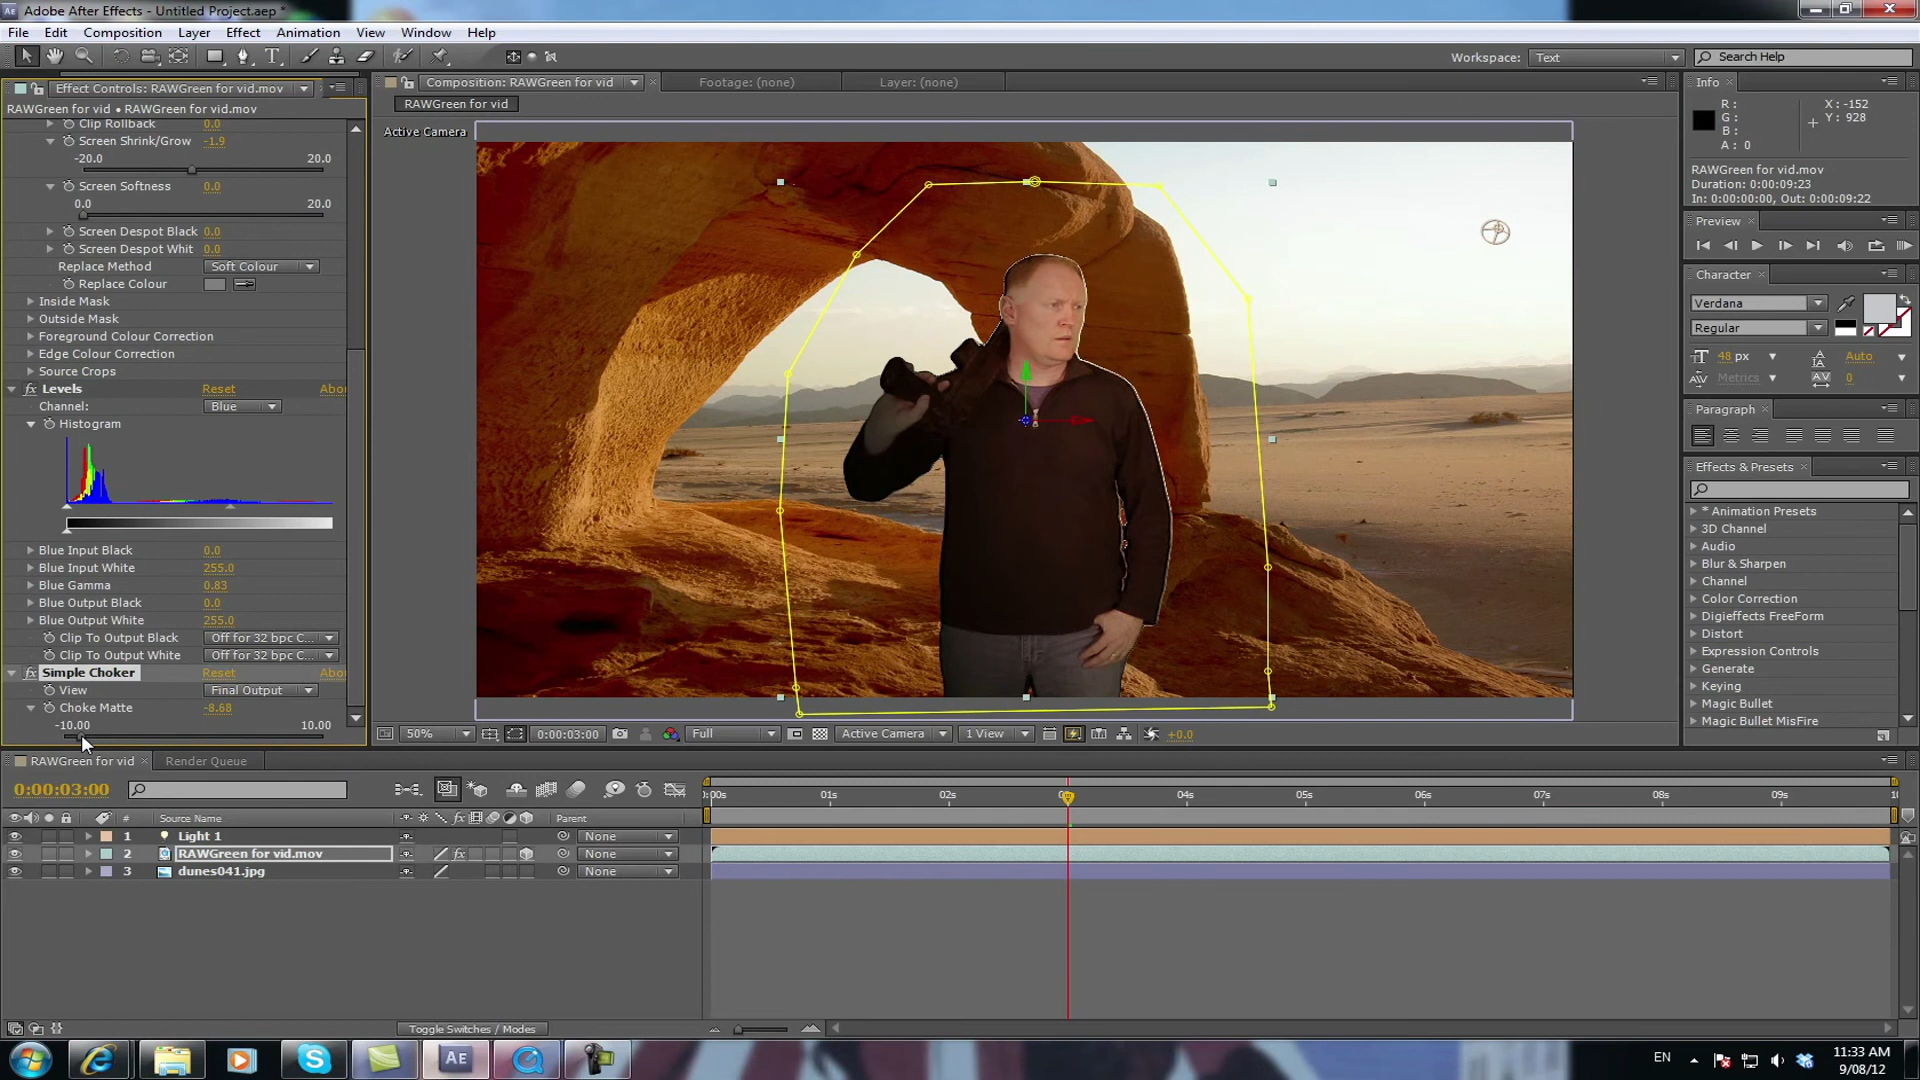 Adobe After Effects - Untitled Project.aep *
File Edit Composition Layer Effect Animation View Window Help
Workspace: Text Search Help
Effect Controls: RAWGreen for vid.mov
RAWGreen for vid • RAWGreen for vid.mov
Clip Rollback 0.0
Screen Shrink/Grow -1.9
-20.0 20.0
Screen Softness 0.0
0.0 20.0
Screen Despot Black 0.0
Screen Despot Whit 0.0
Replace Method Soft Colour
Replace Colour
Inside Mask
Outside Mask
Foreground Colour Correction
Edge Colour Correction
Source Crops
fx Levels Reset Abou
Channel: Blue
Histogram
Blue Input Black 0.0
Blue Input White 255.0
Blue Gamma 0.83
Blue Output Black 0.0
Blue Output White 255.0
Clip To Output Black Off for 32 bpc C...
Clip To Output White Off for 32 bpc C...
fx Simple Choker Reset Abou
View Final Output
Choke Matte -8.68
-10.00 10.00
Composition: RAWGreen for vid Footage: (none) Layer: (none)
RAWGreen for vid
Active Camera
50% 0:00:03:00 Full Active Camera 1 View +0.0
Info
R: X: -152
G: Y: 928
B:
A: 0
RAWGreen for vid.mov
Duration: 0:00:09:23
In: 0:00:00:00, Out: 0:00:09:22
Preview
Character
Verdana
Regular
48 px Auto
Metrics 0
Paragraph
Effects & Presets
* Animation Presets
3D Channel
Audio
Blur & Sharpen
Channel
Color Correction
Digieffects FreeForm
Distort
Expression Controls
Generate
Keying
Magic Bullet
Magic Bullet MisFire
RAWGreen for vid Render Queue
0:00:03:00
:00s 01s 02s 04s 05s 06s 07s 08s 09s 10
# Source Name fx Parent
1 Light 1 None
2 RAWGreen for vid.mov fx None
3 dunes041.jpg None
Toggle Switches / Modes
AE
EN
11:33 AM
9/08/12